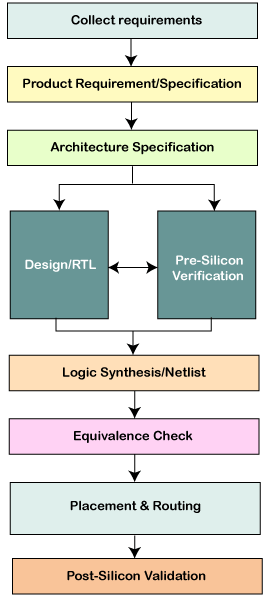 Collect requirements
Product Requirement/Specification
Architecture Specification
Design/RTL
Pre-Silicon
Verification
Logic Synthesis/Netlist
Equivalence Check
Placement & Routing
Post-Silicon Validation